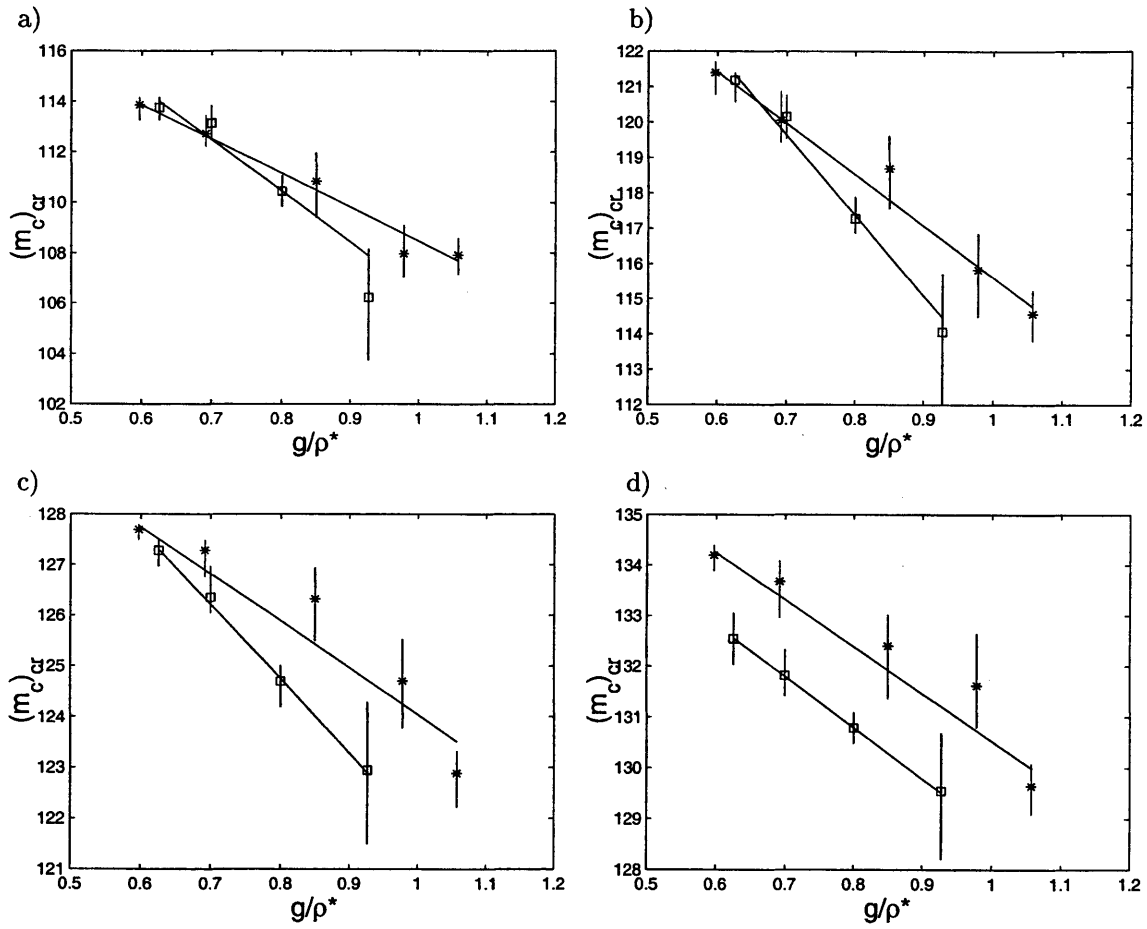 a)
116
114
112
110
108
106
104
102
(m_c)_cr
0.5 0.6 0.7 0.8 0.9 1 1.1 1.2
g/ρ*
b)
122
121
120
119
118
117
116
115
114
113
112
(m_c)_cr
0.5 0.6 0.7 0.8 0.9 1 1.1 1.2
g/ρ*
c)
128
127
126
125
124
123
122
121
(m_c)_cr
0.5 0.6 0.7 0.8 0.9 1 1.1 1.2
g/ρ*
d)
135
134
133
132
131
130
129
128
(m_c)_cr
0.5 0.6 0.7 0.8 0.9 1 1.1 1.2
g/ρ*